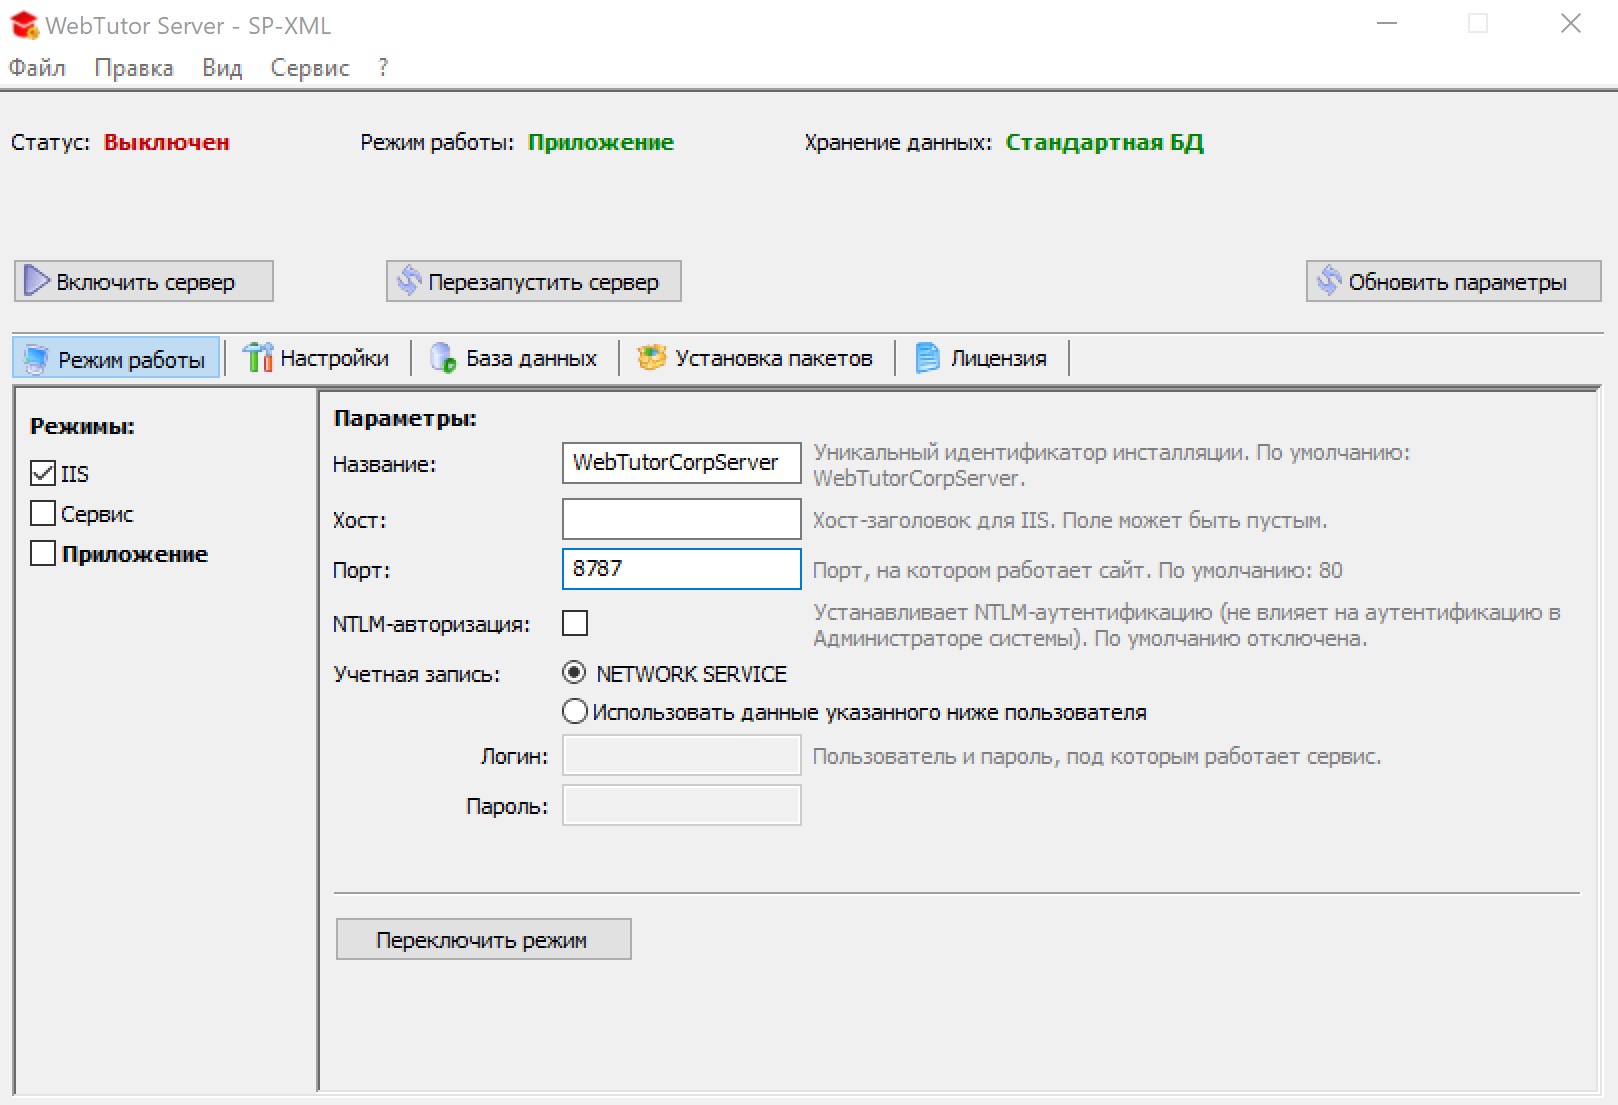 WebTutor Server - SP-XML
Файл Правка Вид Сервис ?
Статус: Выключен Режим работы: Приложение Хранение данных: Стандартная БД
Включить сервер Перезапустить сервер Обновить параметры
Режим работы Настройки База данных Установка пакетов Лицензия
Режимы:
IIS
Сервис
Приложение
Параметры:
Название: WebTutorCorpServer Уникальный идентификатор инсталляции. По умолчанию:
WebTutorCorpServer.
Хост: Хост-заголовок для IIS. Поле может быть пустым.
Порт: 8787 Порт, на котором работает сайт. По умолчанию: 80
NTLM-авторизация: Устанавливает NTLM-аутентификацию (не влияет на аутентификацию в
Администраторе системы). По умолчанию отключена.
Учетная запись: NETWORK SERVICE
Использовать данные указанного ниже пользователя
Логин: Пользователь и пароль, под которым работает сервис.
Пароль:
Переключить режим